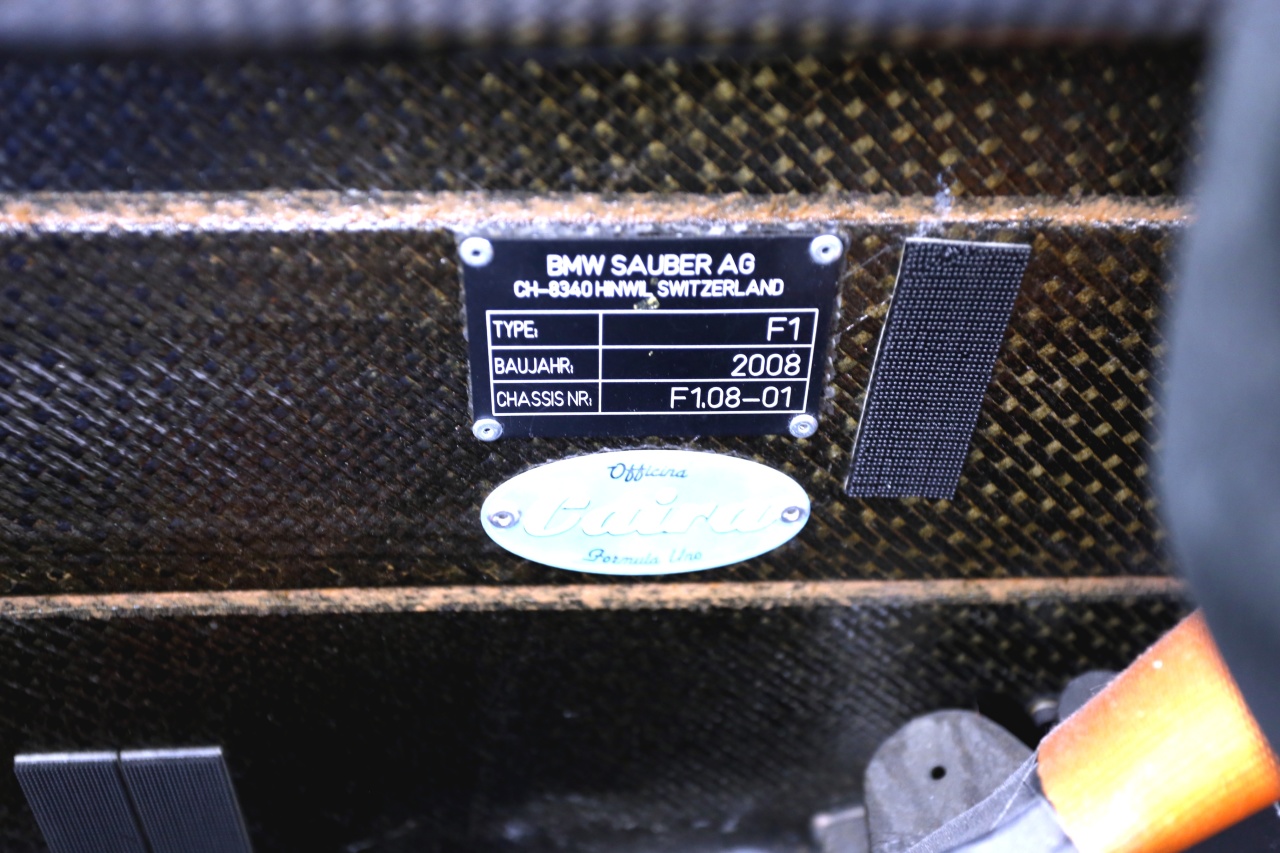 BMW SAUBER AG
CH-8340 HINWIL SWITZERLAND
TYPE: F1
BAUJAHR: 2008
CHASSIS NR: F1.08-01
Officina
Caira
Formula Uno